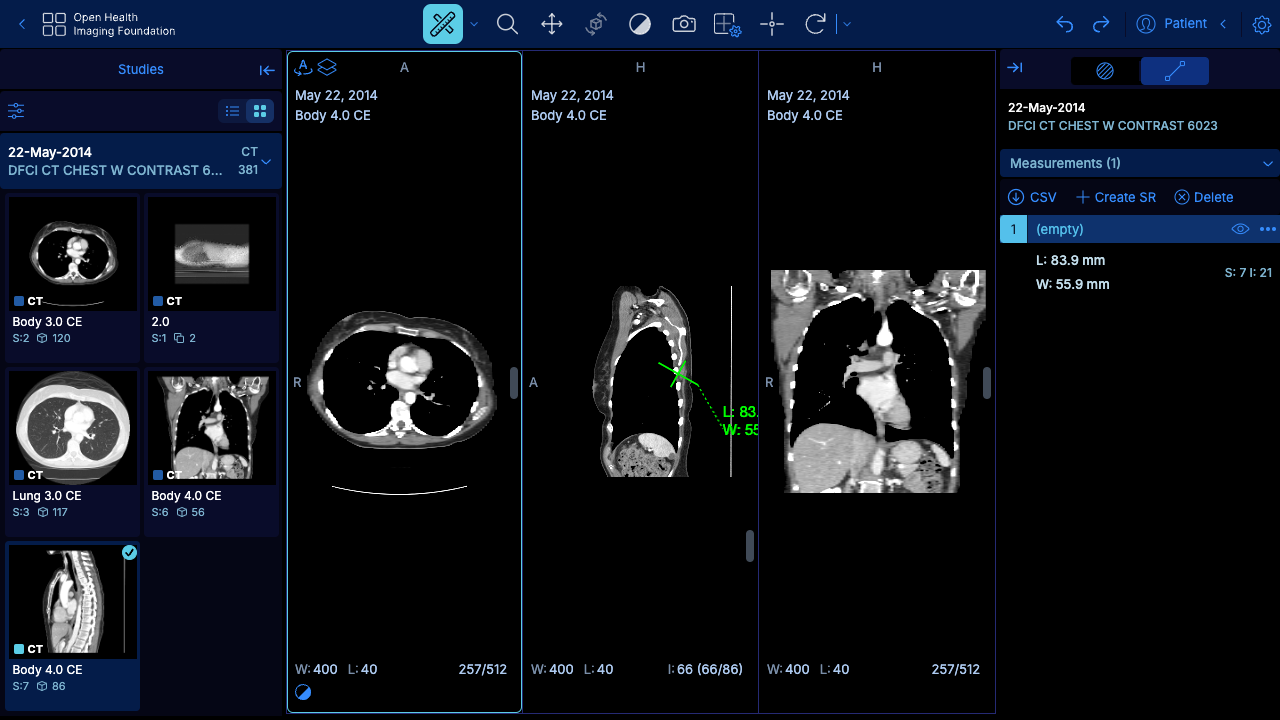 Open Health
Imaging Foundation
Patient
Studies
22-May-2014
DFCI CT CHEST W CONTRAST 6...
CT
381
CT
Body 3.0 CE
S:2 120
CT
2.0
S:1 2
CT
Lung 3.0 CE
S:3 117
CT
Body 4.0 CE
S:6 56
CT
Body 4.0 CE
S:7 86
A
A
May 22, 2014
Body 4.0 CE
R
W: 400 L: 40
257/512
H
May 22, 2014
Body 4.0 CE
A
L: 83.
W: 55
W: 400 L: 40
I: 66 (66/86)
H
May 22, 2014
Body 4.0 CE
R
W: 400 L: 40
257/512
22-May-2014
DFCI CT CHEST W CONTRAST 6023
Measurements (1)
CSV
Create SR
Delete
1
(empty)
L: 83.9 mm
W: 55.9 mm
S: 7 I: 21